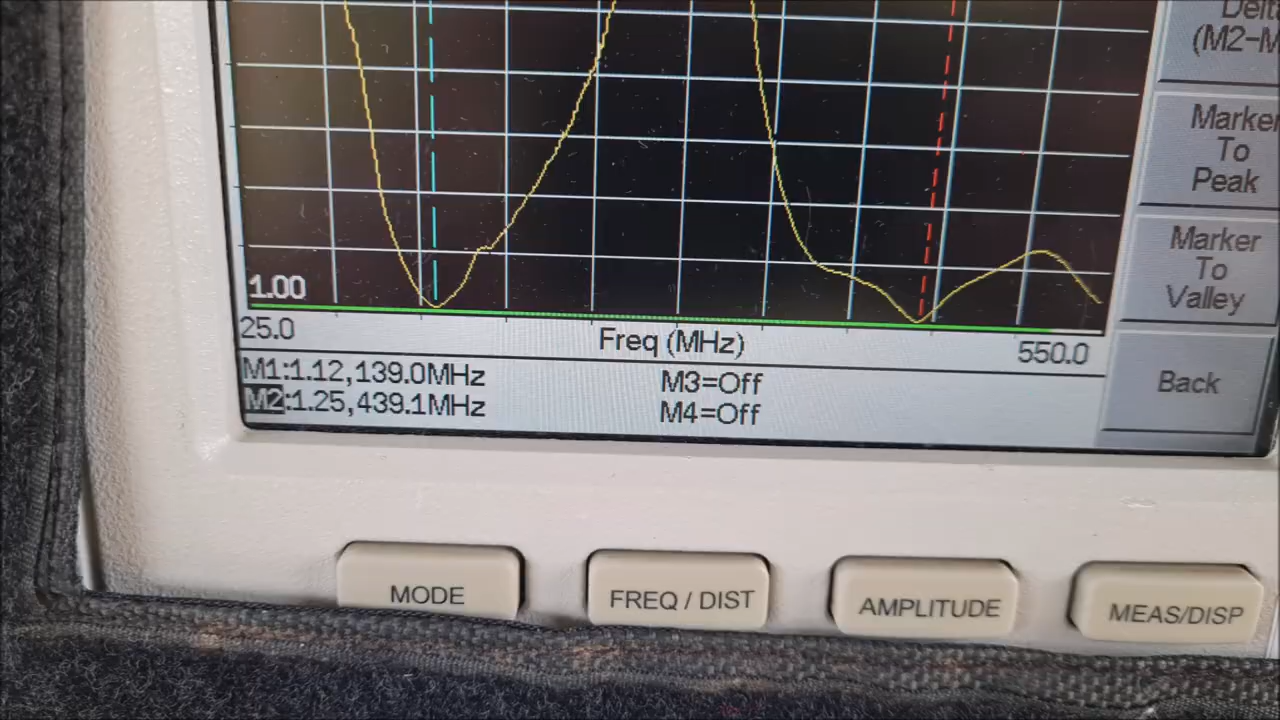 (M2-M
Marker
To
Peak
Marker
To
Valley
Back
1.00
25.0
Freq (MHz)
550.0
M1:1.12,139.0MHz
M3=Off
M2:1.25,439.1MHz
M4=Off
MODE
FREQ / DIST
AMPLITUDE
MEAS/DISP